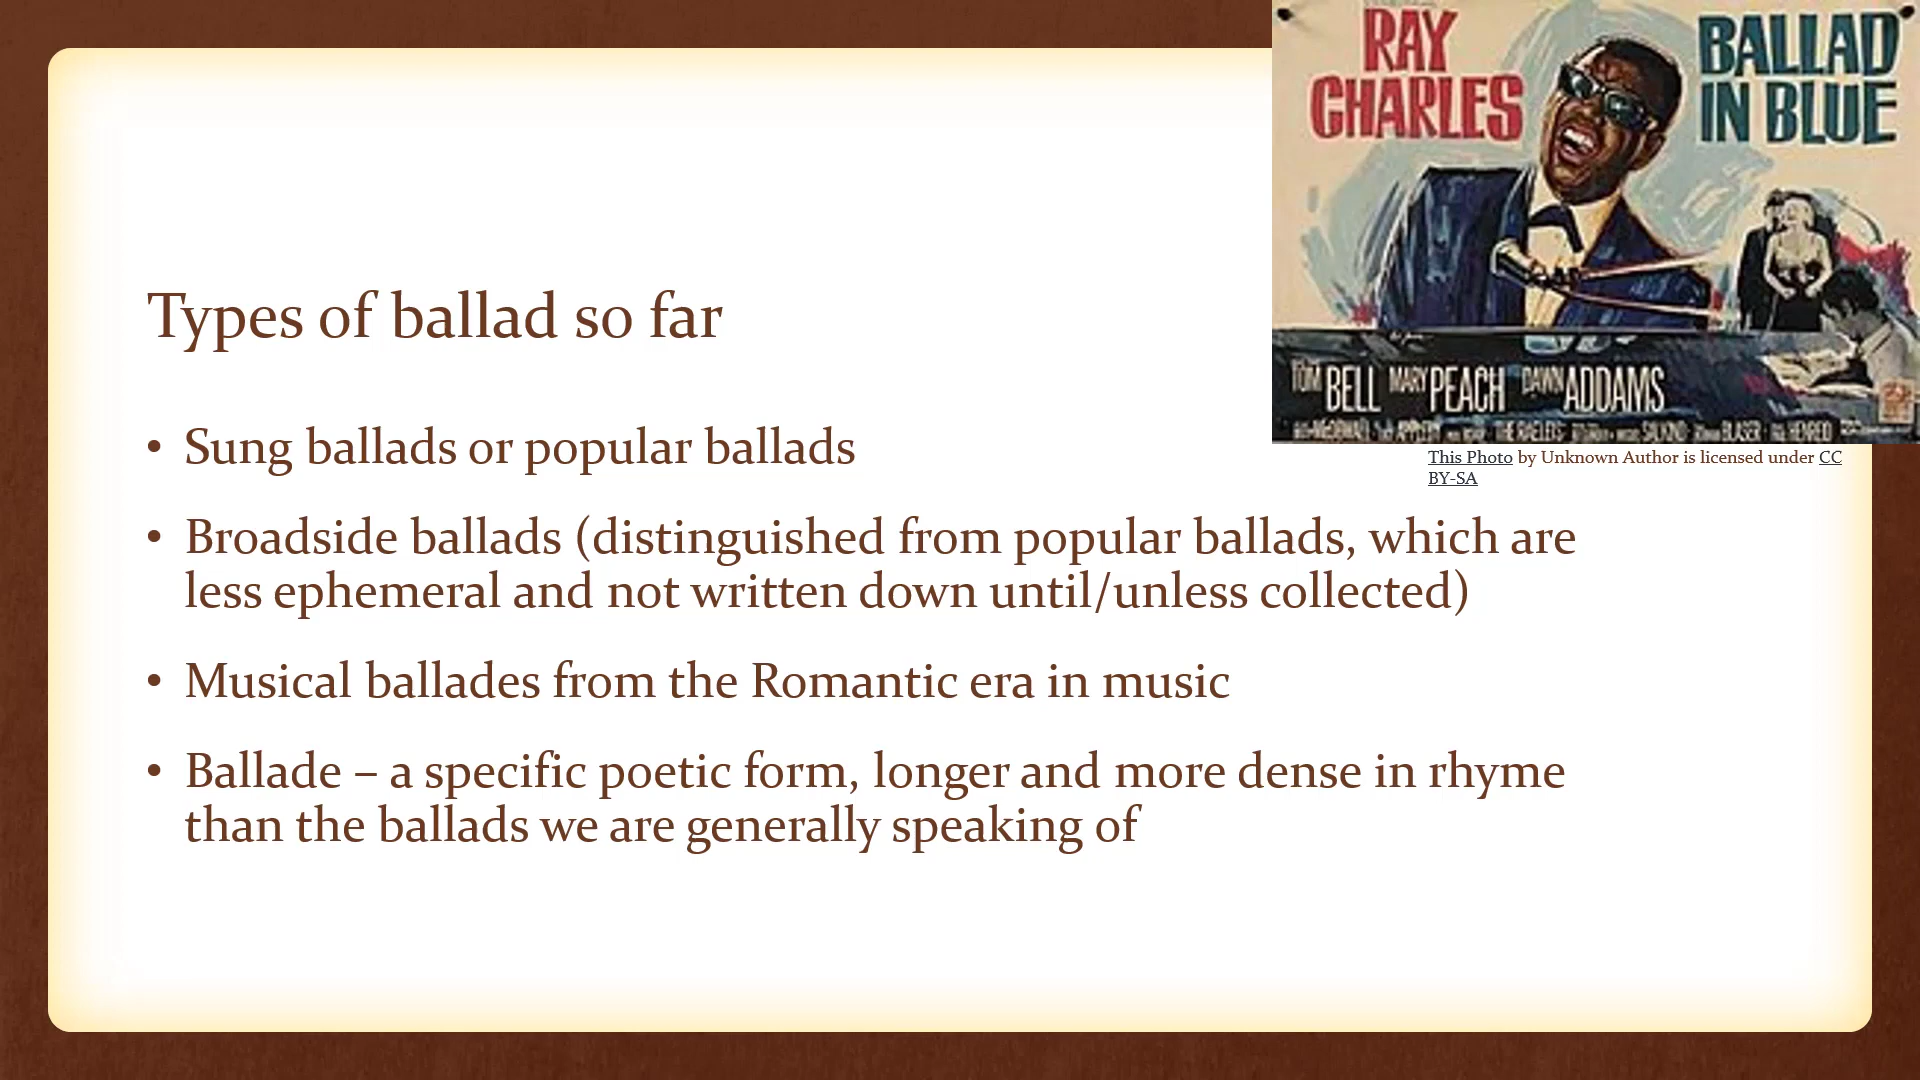 RAY
CHARLES
BALLAD
IN BLUE
TOM BELL MARY PEACH DAWN ADDAMS
This Photo by Unknown Author is licensed under CC
BY-SA
Types of ballad so far
• Sung ballads or popular ballads
• Broadside ballads (distinguished from popular ballads, which are
less ephemeral and not written down until/unless collected)
• Musical ballades from the Romantic era in music
• Ballade – a specific poetic form, longer and more dense in rhyme
than the ballads we are generally speaking of